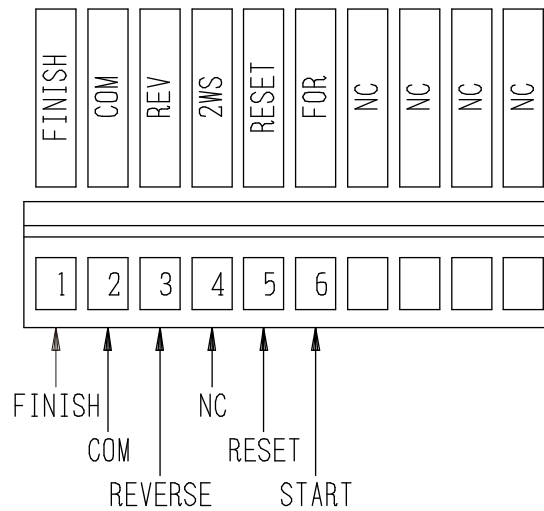 FINISH COM REV 2WS RESET FOR NC NC NC NC
1 2 3 4 5 6
FINISH NC
COM RESET
REVERSE START